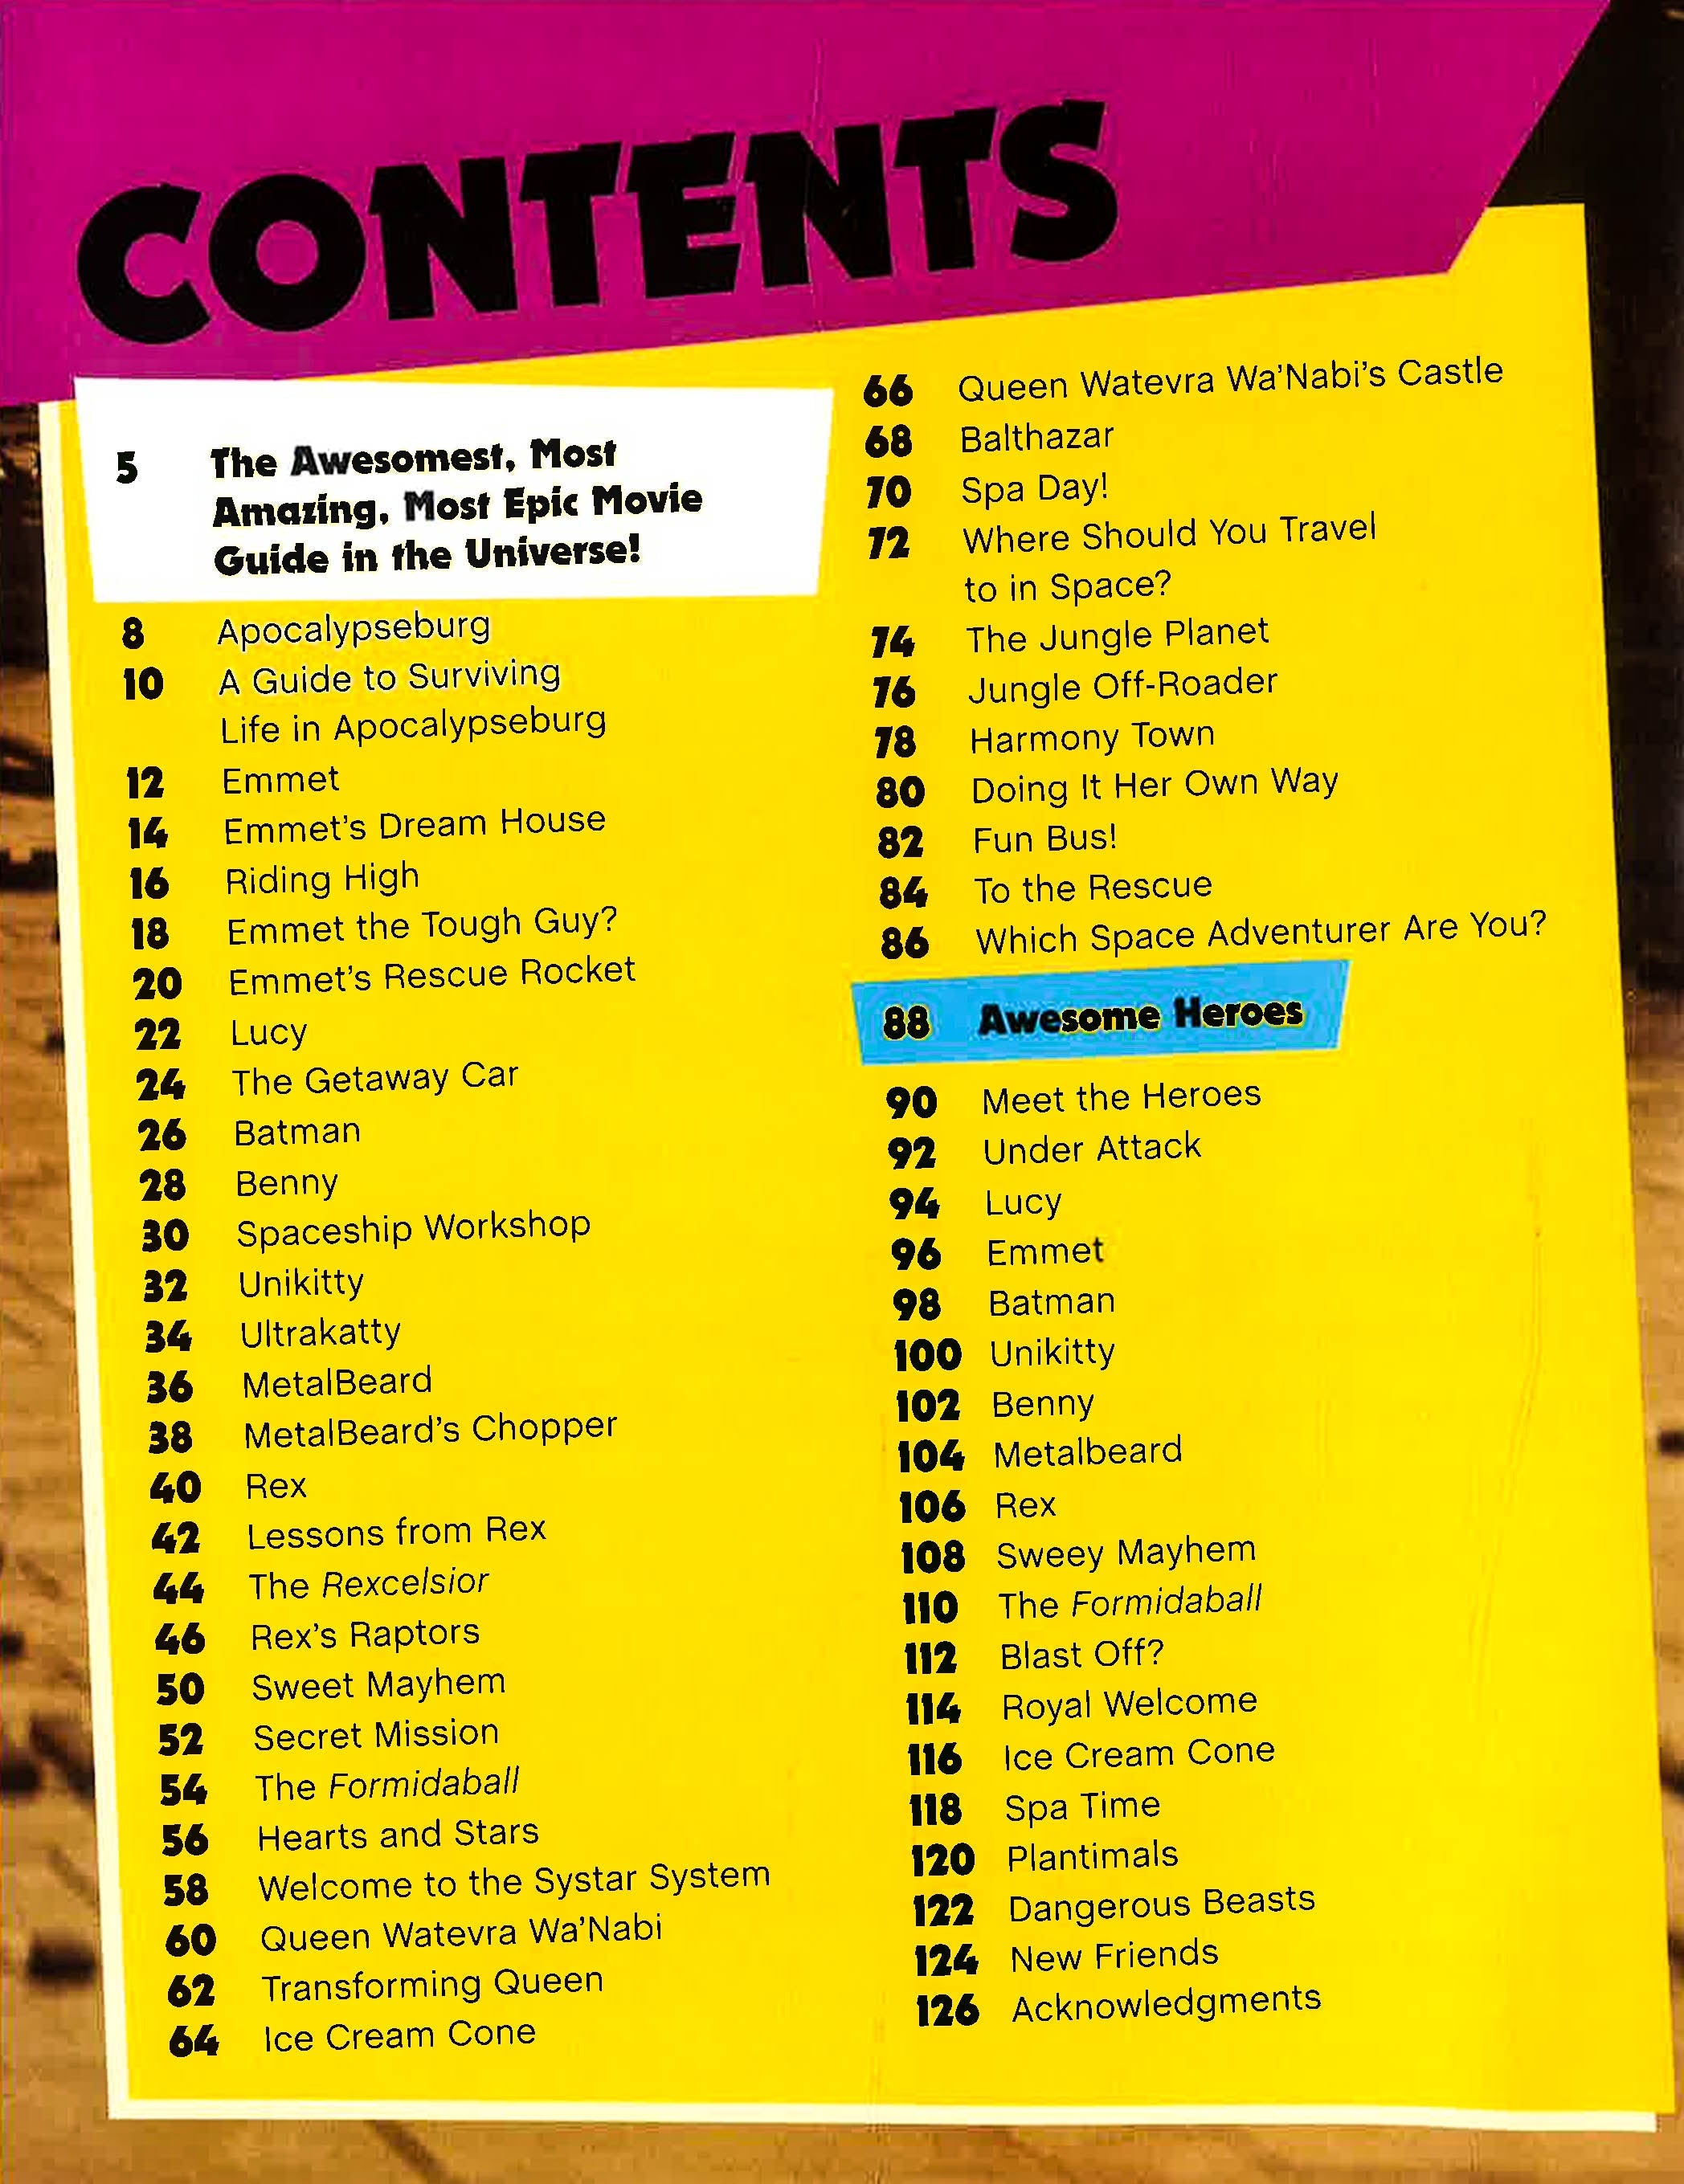 CONTENTS
5 The Awesomest, Most
Amazing, Most Epic Movie
Guide in the Universe!
8 Apocalypseburg
10 A Guide to Surviving
Life in Apocalypseburg
12 Emmet
14 Emmet's Dream House
16 Riding High
18 Emmet the Tough Guy?
20 Emmet's Rescue Rocket
22 Lucy
24 The Getaway Car
26 Batman
28 Benny
30 Spaceship Workshop
32 Unikitty
34 Ultrakatty
36 MetalBeard
38 MetalBeard's Chopper
40 Rex
42 Lessons from Rex
44 The Rexcelsior
46 Rex's Raptors
50 Sweet Mayhem
52 Secret Mission
54 The Formidaball
56 Hearts and Stars
58 Welcome to the Systar System
60 Queen Watevra Wa'Nabi
62 Transforming Queen
64 Ice Cream Cone
66 Queen Watevra Wa'Nabi's Castle
68 Balthazar
70 Spa Day!
72 Where Should You Travel
to in Space?
74 The Jungle Planet
76 Jungle Off-Roader
78 Harmony Town
80 Doing It Her Own Way
82 Fun Bus!
84 To the Rescue
86 Which Space Adventurer Are You?
88 Awesome Heroes
90 Meet the Heroes
92 Under Attack
94 Lucy
96 Emmet
98 Batman
100 Unikitty
102 Benny
104 Metalbeard
106 Rex
108 Sweey Mayhem
110 The Formidaball
112 Blast Off?
114 Royal Welcome
116 Ice Cream Cone
118 Spa Time
120 Plantimals
122 Dangerous Beasts
124 New Friends
126 Acknowledgments